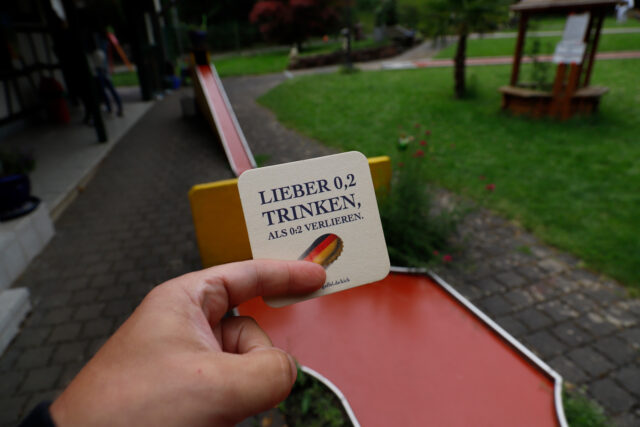 LIEBER 0,2
TRINKEN,
ALS 0:2 VERLIEREN.